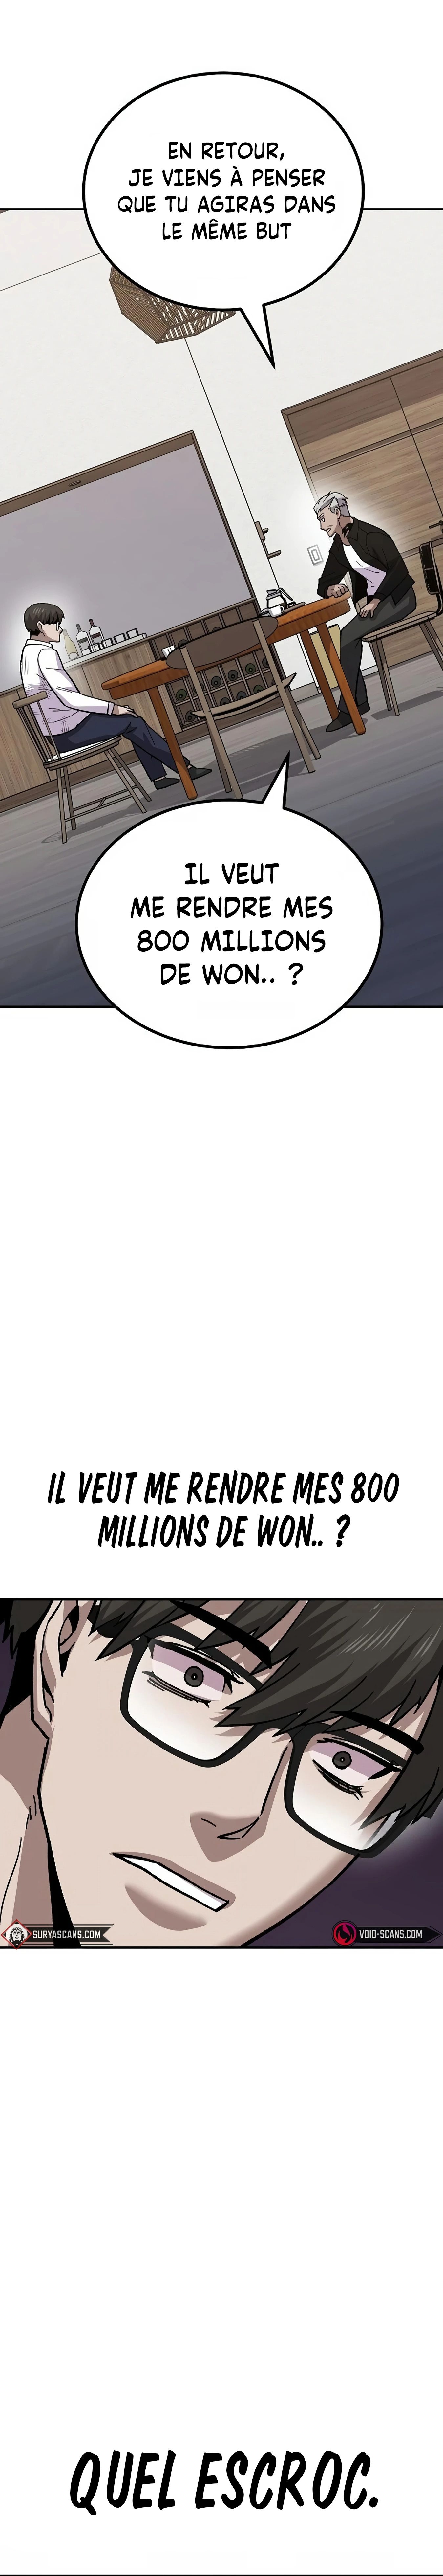 EN RETOUR,
JE VIENS À PENSER
QUE TU AGIRAS DANS
LE MÊME BUT
IL VEUT
ME RENDRE MES
800 MILLIONS
DE WON.. ?
IL VEUT ME RENDRE MES 800
MILLIONS DE WON.. ?
SURYASCANS.COM
VOID-SCANS.COM
QUEL ESCROC.